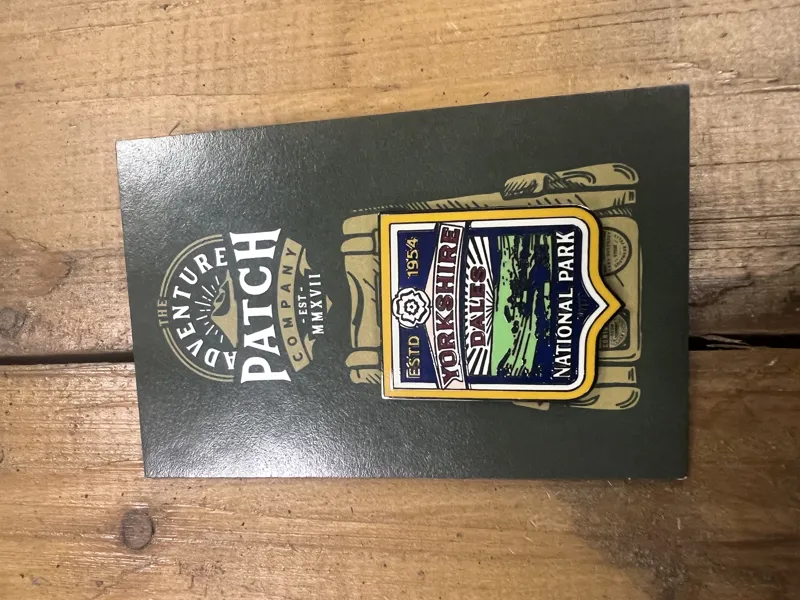 THE
ADVENTURE
PATCH
COMPANY
-EST-
MMXVII
ESTD 1954
YORKSHIRE
DALES
NATIONAL PARK